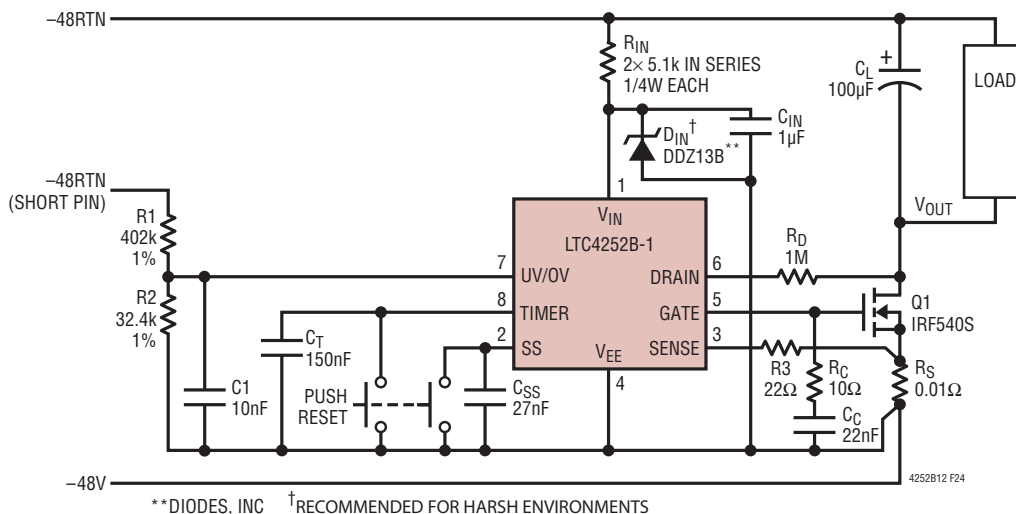 −48RTN
R_IN
2× 5.1k IN SERIES
1/4W EACH
+
C_L
100µF
LOAD
C_IN
1µF
D_IN†
DDZ13B**
−48RTN
(SHORT PIN)
R1
402k
1%
1
V_IN
LTC4252B-1
V_OUT
R_D
1M
7
UV/OV
DRAIN
6
R2
32.4k
1%
8
TIMER
GATE
5
Q1
IRF540S
C_T
150nF
2
SS
V_EE
SENSE
3
4
C1
10nF
PUSH
RESET
C_SS
27nF
R3
22Ω
R_C
10Ω
R_S
0.01Ω
C_C
22nF
−48V
4252B12 F24
**DIODES, INC †RECOMMENDED FOR HARSH ENVIRONMENTS